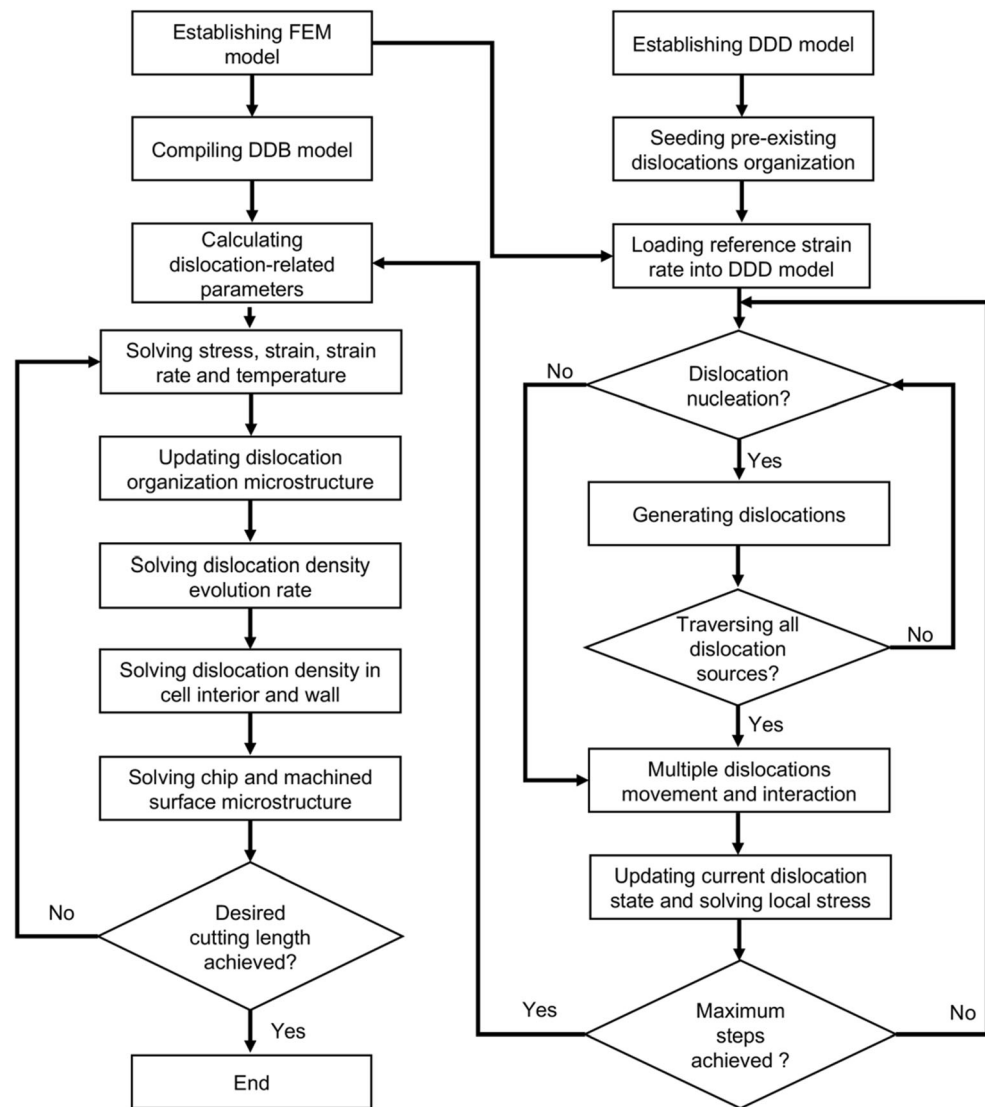 Establishing FEM
model
Compiling DDB model
Calculating
dislocation-related
parameters
Solving stress, strain, strain
rate and temperature
Updating dislocation
organization microstructure
Solving dislocation density
evolution rate
Solving dislocation density in
cell interior and wall
Solving chip and machined
surface microstructure
No
Desired
cutting length
achieved?
Yes
End
Establishing DDD model
Seeding pre-existing
dislocations organization
Loading reference strain
rate into DDD model
No
Dislocation
nucleation?
Yes
Generating dislocations
Traversing all
dislocation
sources?
No
Yes
Multiple dislocations
movement and interaction
Updating current dislocation
state and solving local stress
Yes
Maximum
steps
achieved ?
No